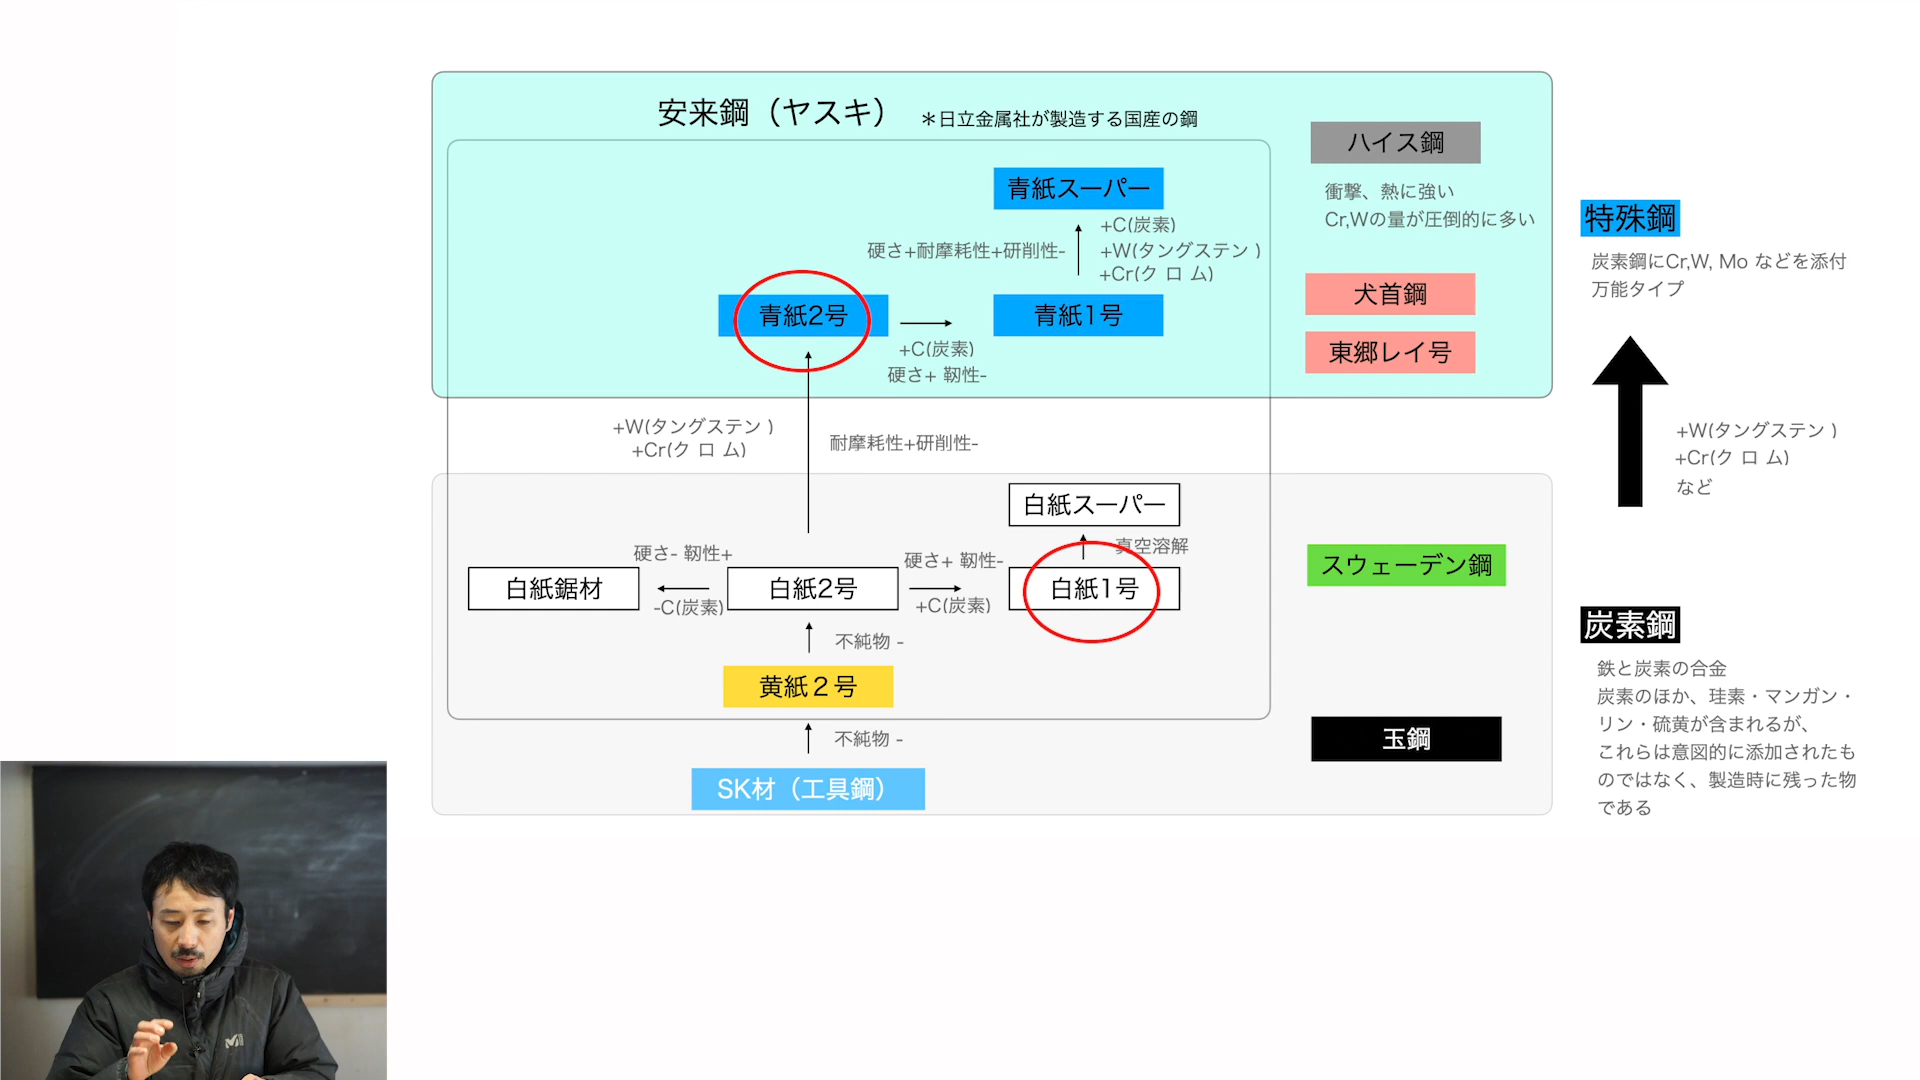 安来鋼（ヤスキ）
＊日立金属社が製造する国産の鋼
ハイス鋼
衝撃、熱に強い
Cr,Wの量が圧倒的に多い
青紙スーパー
+C(炭素)
硬さ+耐摩耗性+研削性-
+W(タングステン )
+Cr(ク ロ ム)
青紙2号
+C(炭素)
硬さ+ 靭性-
青紙1号
犬首鋼
東郷レイ号
特殊鋼
炭素鋼にCr,W, Mo などを添付
万能タイプ
+W(タングステン )
+Cr(ク ロ ム)
耐摩耗性+研削性-
+W(タングステン )
+Cr(ク ロ ム)
など
白紙スーパー
真空溶解
硬さ- 靭性+
硬さ+ 靭性-
白紙鋸材
-C(炭素)
白紙2号
+C(炭素)
白紙1号
スウェーデン鋼
不純物 -
黄紙２号
不純物 -
SK材（工具鋼）
玉鋼
炭素鋼
鉄と炭素の合金
炭素のほか、珪素・マンガン・
リン・硫黄が含まれるが、
これらは意図的に添加されたも
のではなく、製造時に残った物
である